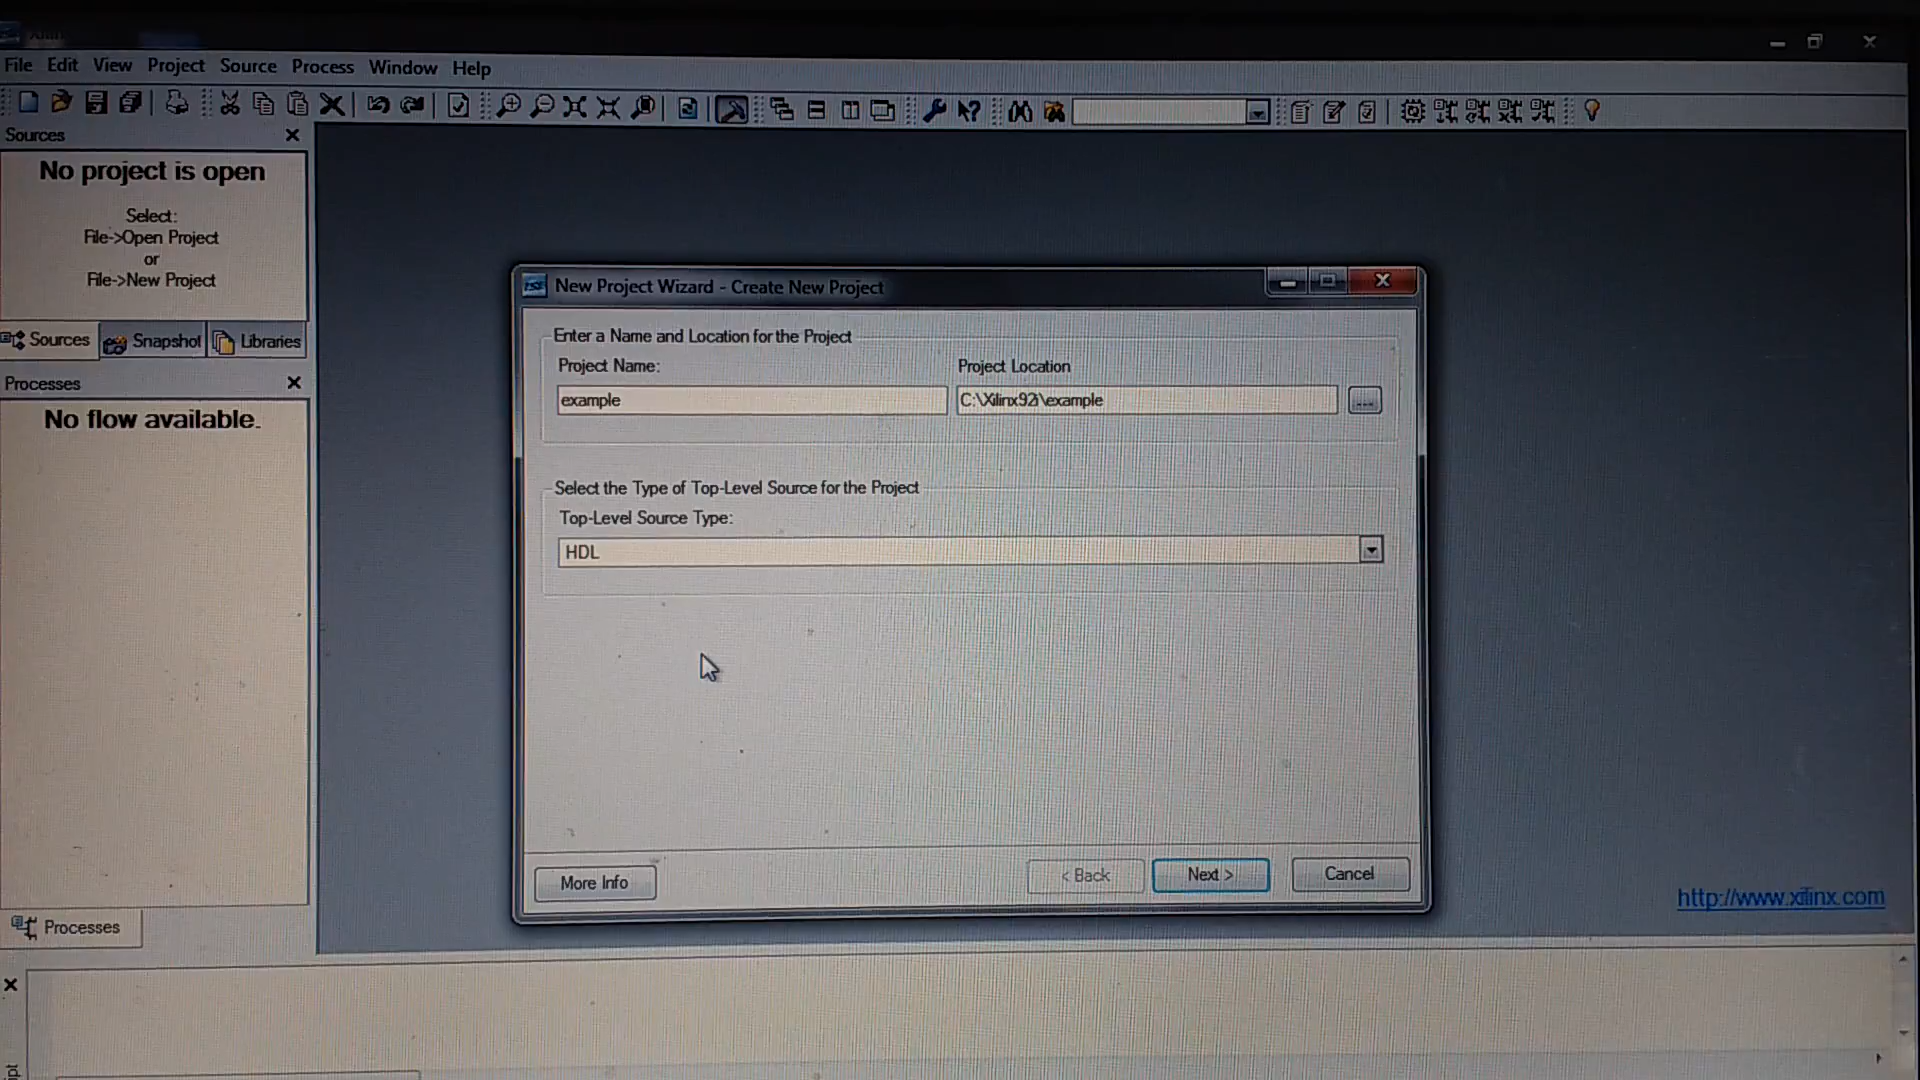 File Edit View Project Source Process Window Help
Sources
No project is open
Select:
File->Open Project
or
File->New Project
Sources Snapshot Libraries
Processes
No flow available.
Processes
New Project Wizard - Create New Project
Enter a Name and Location for the Project
Project Name: Project Location
example C:\Xilinx92i\example ...
Select the Type of Top-Level Source for the Project
Top-Level Source Type:
HDL
More Info < Back Next > Cancel
http://www.xilinx.com